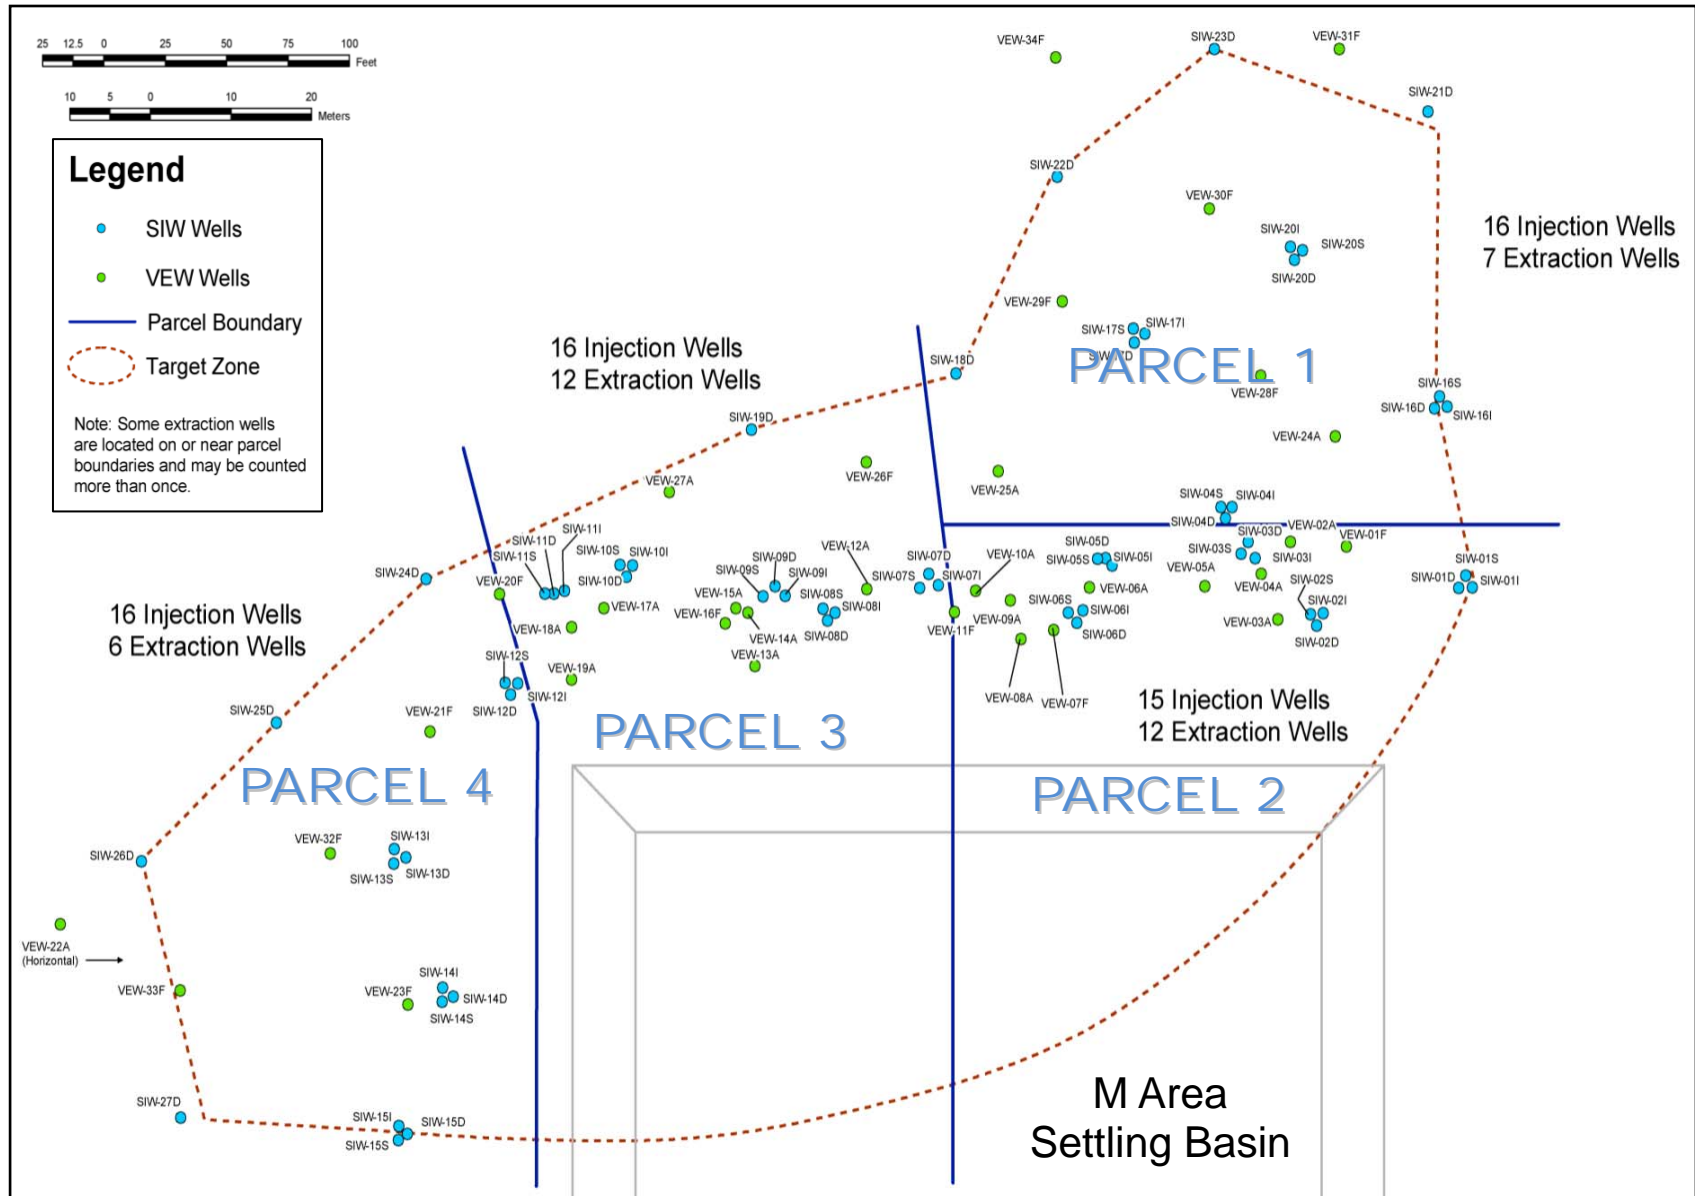 25 12.5 0 25 50 75 100
Feet
10 5 0 10 20
Meters
Legend
SIW Wells
VEW Wells
Parcel Boundary
Target Zone
Note: Some extraction wells
are located on or near parcel
boundaries and may be counted
more than once.
VEW-34F
SIW-23D
VEW-31F
SIW-21D
SIW-22D
VEW-30F
SIW-20I
SIW-20S
SIW-20D
16 Injection Wells
7 Extraction Wells
VEW-29F
SIW-17S
SIW-17I
SIW-17D
PARCEL 1
VEW-28F
SIW-18D
16 Injection Wells
12 Extraction Wells
SIW-16S
SIW-16D
SIW-16I
SIW-19D
VEW-24A
VEW-26F
VEW-25A
VEW-27A
SIW-04S
SIW-04I
SIW-04D
SIW-03D
VEW-02A
VEW-01F
SIW-03S
SIW-03I
SIW-11I
SIW-11D
SIW-11S
SIW-10S
SIW-10I
SIW-10D
SIW-09D
SIW-09S
SIW-09I
VEW-12A
SIW-07D
SIW-07S
SIW-07I
VEW-10A
SIW-05D
SIW-05S
SIW-05I
SIW-01S
SIW-01D
SIW-01I
SIW-24D
VEW-20F
VEW-17A
VEW-15A
VEW-16F
VEW-14A
SIW-08S
SIW-08I
SIW-08D
VEW-11F
VEW-09A
VEW-06A
SIW-06S
SIW-06I
SIW-06D
VEW-05A
VEW-04A
SIW-02S
SIW-02I
VEW-03A
SIW-02D
16 Injection Wells
6 Extraction Wells
VEW-18A
SIW-12S
VEW-19A
VEW-13A
SIW-12I
SIW-12D
VEW-08A
VEW-07F
15 Injection Wells
12 Extraction Wells
SIW-25D
VEW-21F
PARCEL 3
PARCEL 4
PARCEL 2
VEW-32F
SIW-13I
SIW-13S
SIW-13D
SIW-26D
VEW-22A
(Horizontal)
VEW-33F
VEW-23F
SIW-14I
SIW-14D
SIW-14S
SIW-27D
SIW-15I
SIW-15D
SIW-15S
M Area
Settling Basin